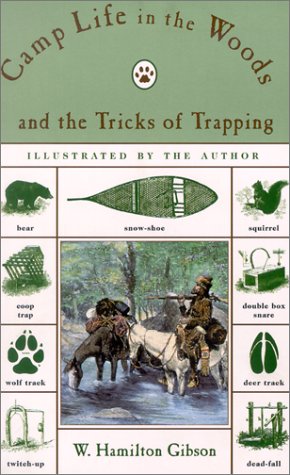 Camp Life in the Woods
and the Tricks of Trapping
ILLUSTRATED BY THE AUTHOR
bear
snow-shoe
squirrel
coop
trap
double box
snare
wolf track
deer track
twitch-up
W. Hamilton Gibson
dead-fall